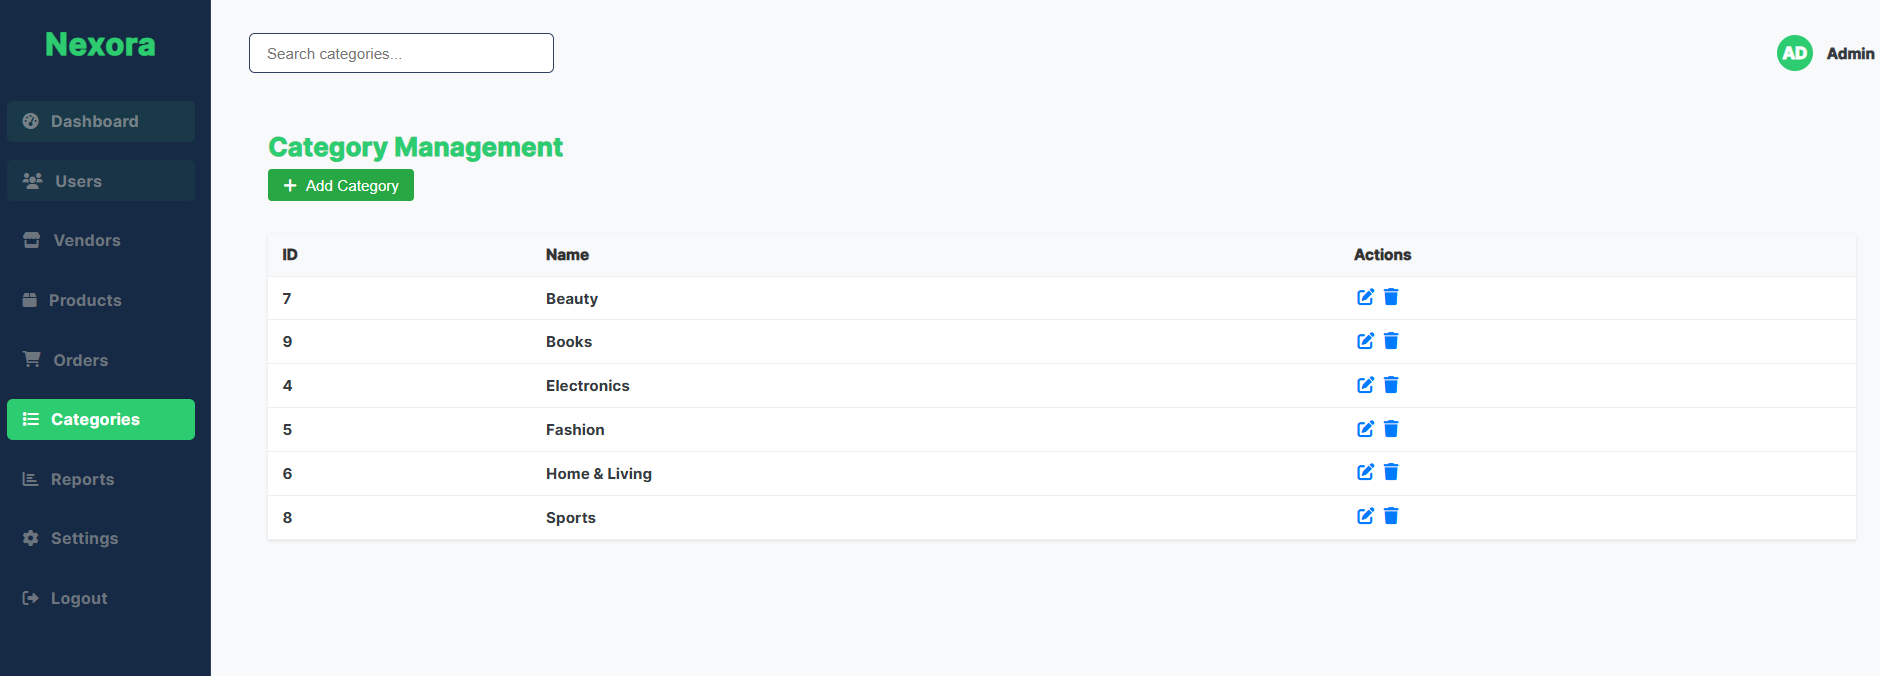 Nexora
Dashboard
Users
Vendors
Products
Orders
Categories
Reports
Settings
Logout
Search categories...
AD Admin
Category Management
+ Add Category
ID Name Actions
7 Beauty
9 Books
4 Electronics
5 Fashion
6 Home & Living
8 Sports